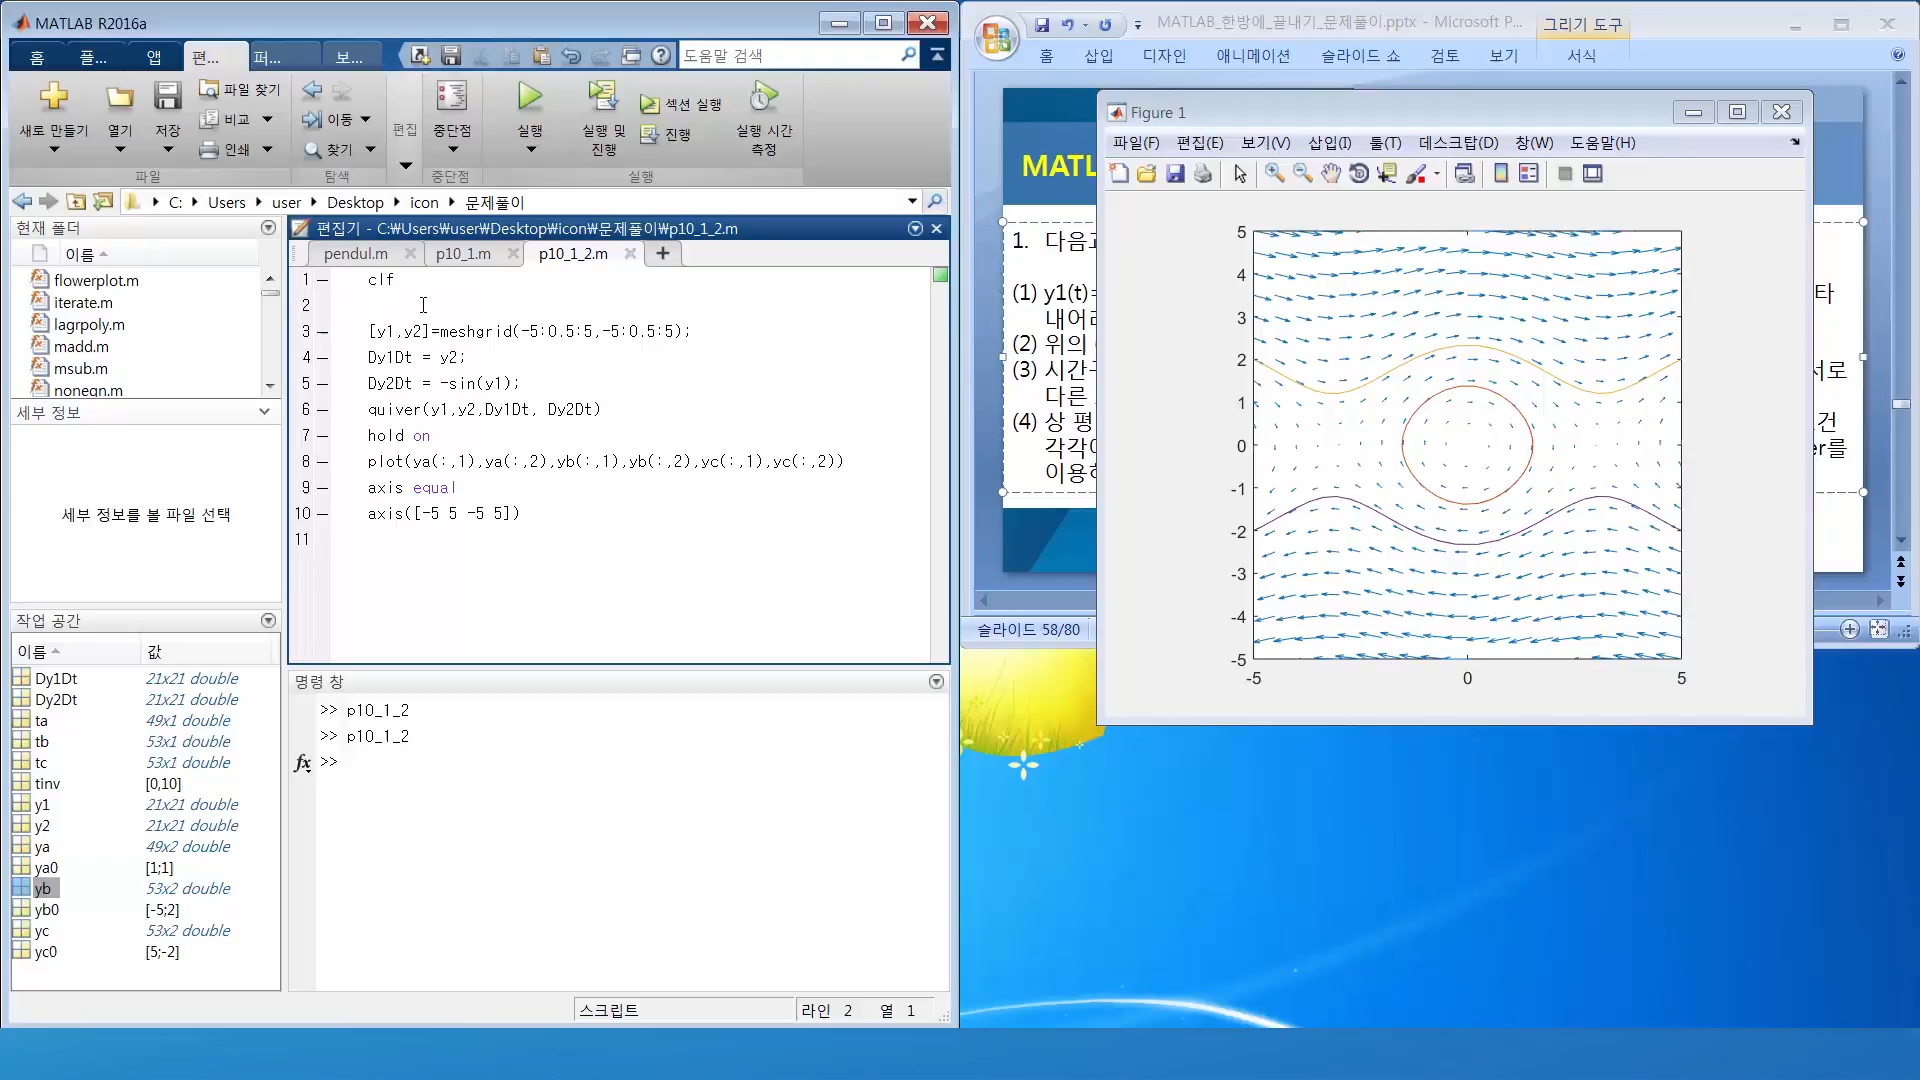 MATLAB R2016a
홈 플... 앱 편... 퍼... 보... 도움말 검색
새로 만들기 열기 저장 파일 찾기 비교 인쇄 이동 찾기 편집 중단점 실행 실행 및 진행 섹션 실행 진행 실행 시간 측정
파일 탐색 중단점 실행
C: Users user Desktop icon 문제풀이
현재 폴더
이름
flowerplot.m
iterate.m
lagrpoly.m
madd.m
msub.m
noneqn.m
세부 정보
세부 정보를 볼 파일 선택
작업 공간
이름 값
Dy1Dt 21x21 double
Dy2Dt 21x21 double
ta 49x1 double
tb 53x1 double
tc 53x1 double
tinv [0,10]
y1 21x21 double
y2 21x21 double
ya 49x2 double
ya0 [1;1]
yb 53x2 double
yb0 [-5;2]
yc 53x2 double
yc0 [5;-2]
편집기 - C:₩Users₩user₩Desktop₩icon₩문제풀이₩p10_1_2.m
pendul.m p10_1.m p10_1_2.m
1 clf
2
3 [y1,y2]=meshgrid(-5:0.5:5,-5:0.5:5);
4 Dy1Dt = y2;
5 Dy2Dt = -sin(y1);
6 quiver(y1,y2,Dy1Dt, Dy2Dt)
7 hold on
8 plot(ya(:,1),ya(:,2),yb(:,1),yb(:,2),yc(:,1),yc(:,2))
9 axis equal
10 axis([-5 5 -5 5])
11
명령 창
>> p10_1_2
>> p10_1_2
fx >>
스크립트 라인 2 열 1
MATLAB_한방에_끝내기_문제풀이.pptx - Microsoft P...
그리기 도구
홈 삽입 디자인 애니메이션 슬라이드 쇼 검토 보기 서식
MATL
1. 다음
(1) y1(t)= 타
내어
(2) 위의
(3) 시간 서로
다른
(4) 상 평 건
각각 er를
이용
슬라이드 58/80
Figure 1
파일(F) 편집(E) 보기(V) 삽입(I) 툴(T) 데스크탑(D) 창(W) 도움말(H)
5
4
3
2
1
0
-1
-2
-3
-4
-5
-5 0 5